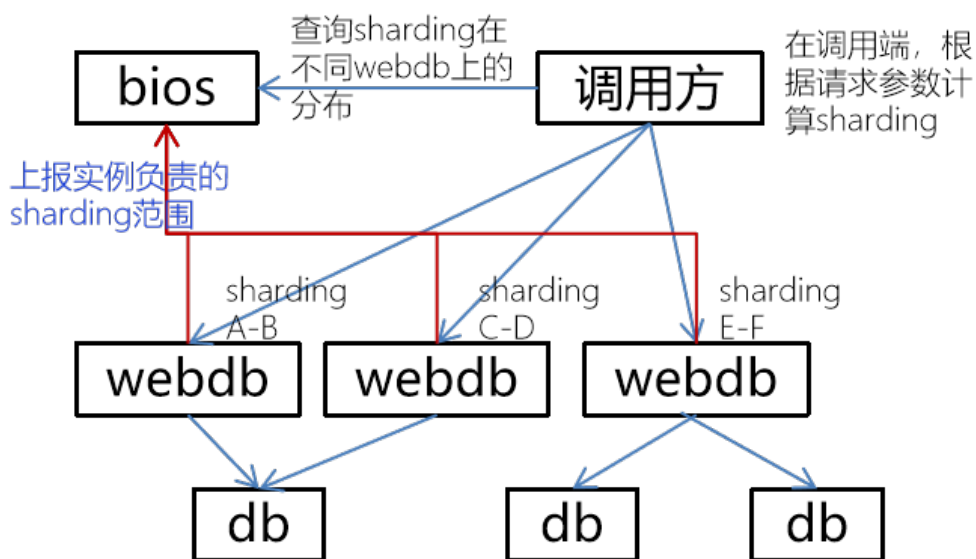 bios
查询sharding在
不同webdb上的
分布
调用方
在调用端，根
据请求参数计
算sharding
上报实例负责的
sharding范围
sharding
A-B
sharding
C-D
sharding
E-F
webdb
webdb
webdb
db
db
db